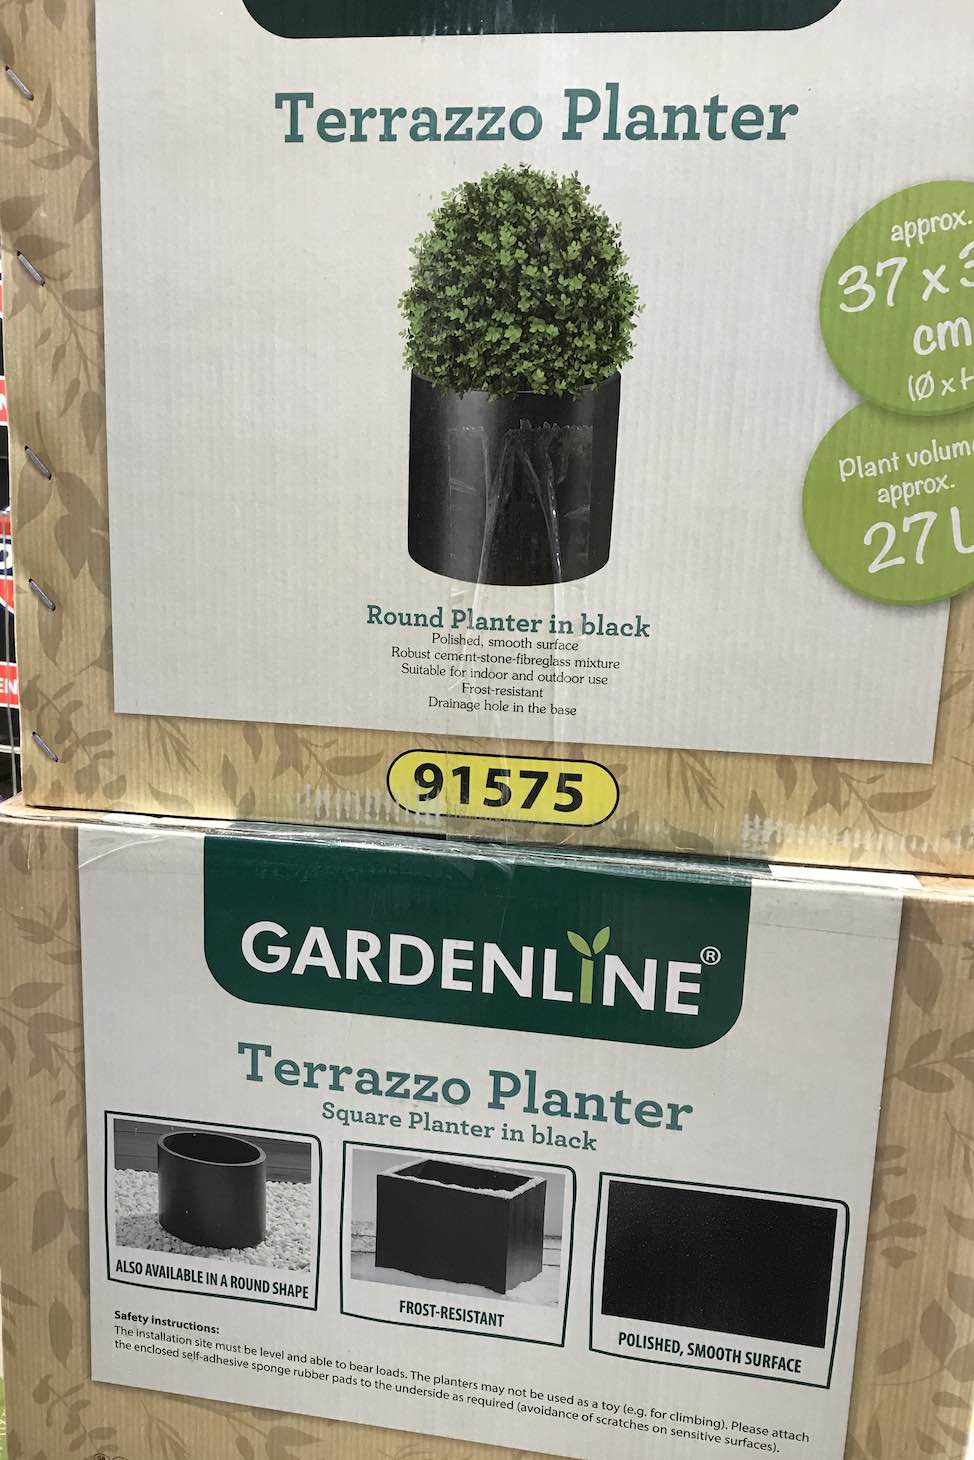 Terrazzo Planter
approx.
37 x
cm
(Ø x
Plant
approx.
27
Round Planter in black
Polished, smooth surface
Robust cement-stone-fibreglass mixture
Suitable for indoor and outdoor use
Frost-resistant
Drainage hole in the base
91575
GARDENLINE®
Terrazzo Planter
Square Planter in black
ALSO AVAILABLE IN A ROUND SHAPE
FROST-RESISTANT
POLISHED, SMOOTH SURFACE
Safety instructions:
The installation site must be level and able to bear loads. The planters may not be used as a toy (e.g. for climbing). Please attach
the enclosed self-adhesive sponge rubber pads to the underside as required (avoidance of scratches on sensitive surfaces).